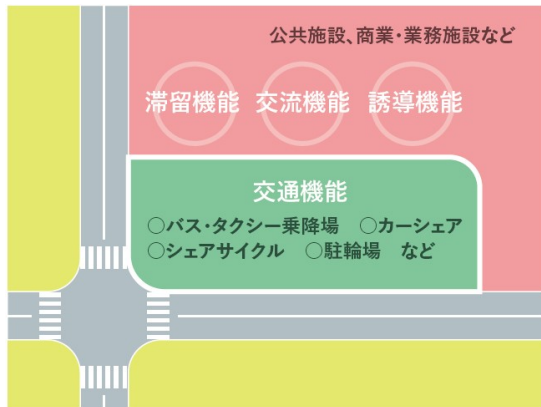 公共施設、商業・業務施設など
滞留機能 交流機能 誘導機能
交通機能
○バス・タクシー乗降場 ○カーシェア
○シェアサイクル ○駐輪場 など